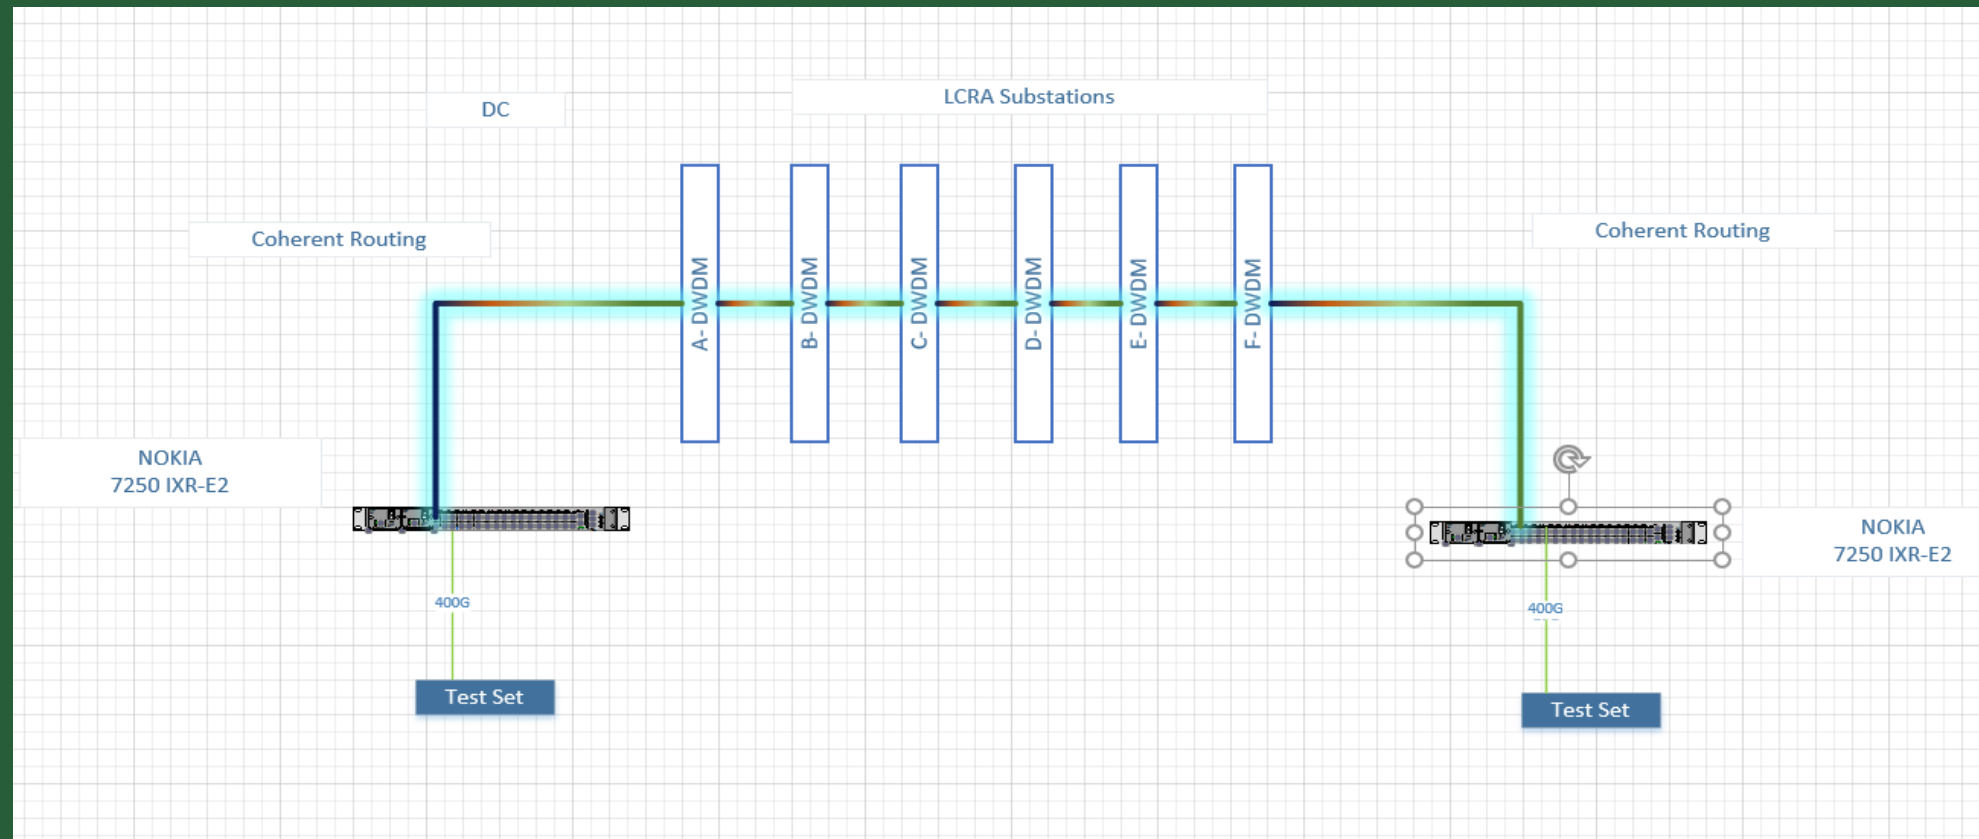 DC
LCRA Substations
Coherent Routing
Coherent Routing
A- DWDM
B- DWDM
C- DWDM
D- DWDM
E- DWDM
F- DWDM
NOKIA
7250 IXR-E2
NOKIA
7250 IXR-E2
400G
400G
Test Set
Test Set